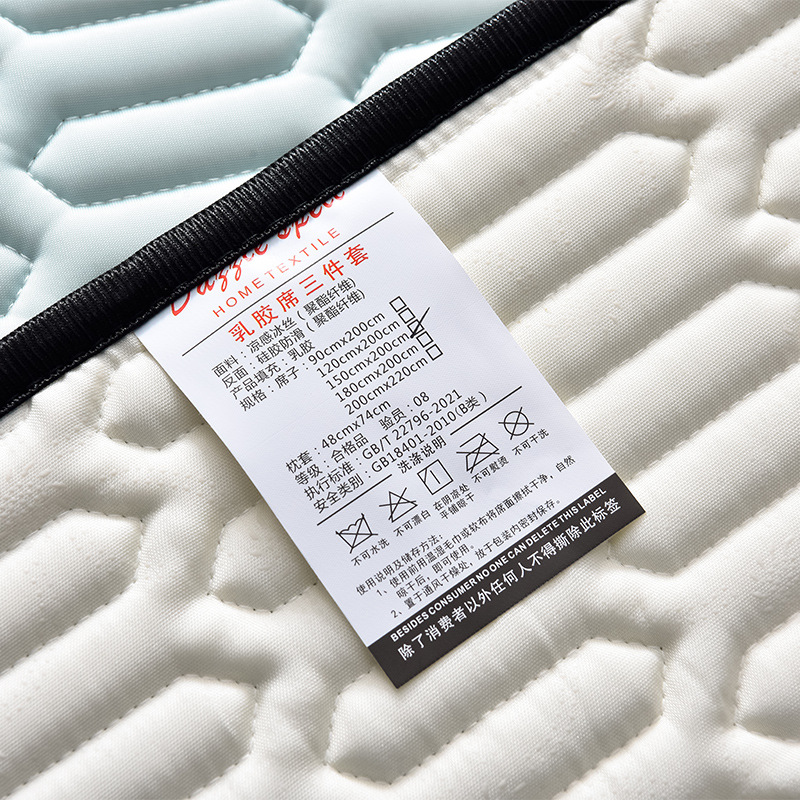 Dazzle Spell
HOMETEXTILE
乳胶席三件套
面料：凉感冰丝（聚酯纤维）
反面：硅胶防滑（聚酯纤维）
产品填充：乳胶
规格：席子：90cmx200cm
120cmx200cm
150cmx200cm
180cmx200cm
200cmx220cm
枕套：48cmx74cm
等级：合格品 验员：08
执行标准：GB/T 22796-2021
安全类别：GB18401-2010(B类)
洗涤说明
不可水洗 不可漂白 在阴凉处平铺晾干 不可熨烫 不可干洗
使用说明及储存方法：
1、使用前用温湿毛巾或软布将席面擦拭干净，自然
晾干后，即可使用。
2、置于通风干燥处，放于包装内密封保存。
BESIDES CONSUMER NO ONE CAN DELETE THIS LABEL
除了消费者以外任何人不得撕除此标签